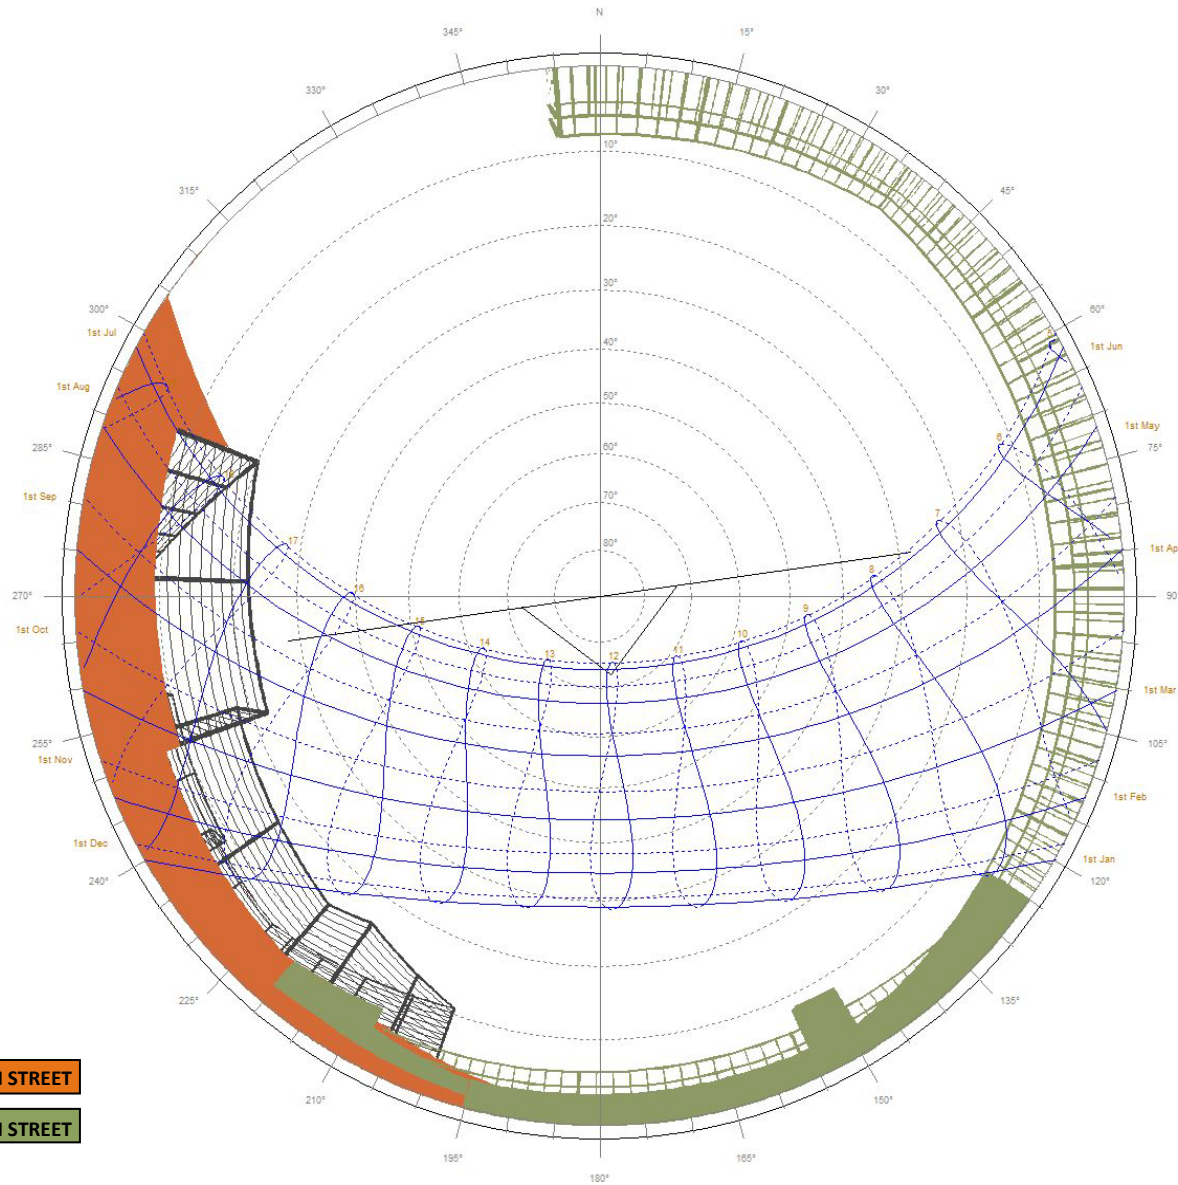 N
345° 15°
330° 30°
315° 45°
10°
20°
30°
40°
50°
60°
70°
80°
300° 60°
1st Jul 1st Jun
1st Aug 1st May
285° 75°
1st Sep
1st Ap
270° 90
1st Oct
1st Mar
255° 105°
1st Nov
1st Feb
1st Dec
1st Jan
240° 120°
17 16 15 14 13 12 11 10 9 8 7 6
225° 135°
210° 150°
195° 165°
180°
STREET
STREET